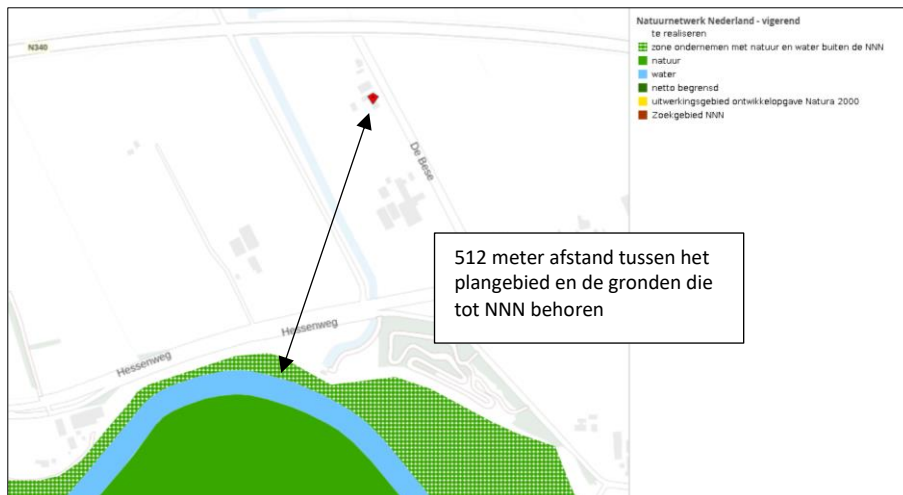 Natuurnetwerk Nederland - vigerend
te realiseren
zone ondernemen met natuur en water buiten de NNN
natuur
water
netto begrensd
uitwerkingsgebied ontwikkelopgave Natura 2000
Zoekgebied NNN
N340
De Bese
512 meter afstand tussen het
plangebied en de gronden die
tot NNN behoren
Hessenweg
Hessenweg